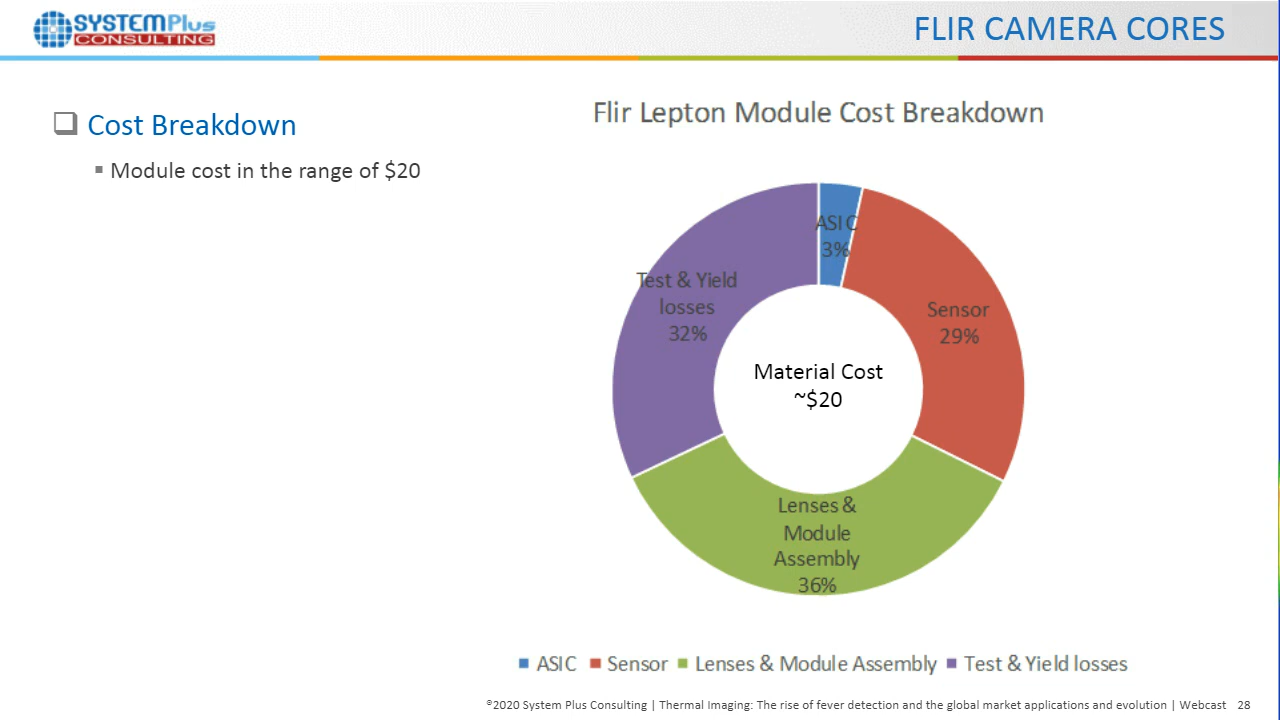 SYSTEMPlus
CONSULTING
FLIR CAMERA CORES
Cost Breakdown
Module cost in the range of $20
Flir Lepton Module Cost Breakdown
ASIC
3%
Sensor
29%
Lenses &
Module
Assembly
36%
Test & Yield
losses
32%
Material Cost
~$20
ASIC Sensor Lenses & Module Assembly Test & Yield losses
©2020 System Plus Consulting | Thermal Imaging: The rise of fever detection and the global market applications and evolution | Webcast 28